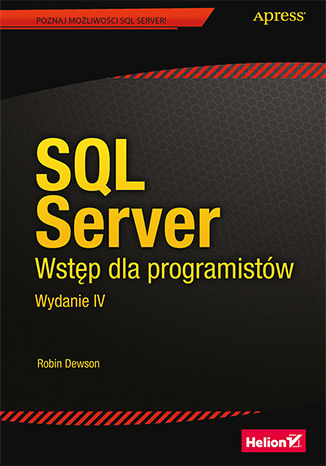 POZNAJ MOŻLIWOŚCI SQL SERVER!
Apress®
SQL
Server
Wstęp dla programistów
Wydanie IV
Robin Dewson
Helion